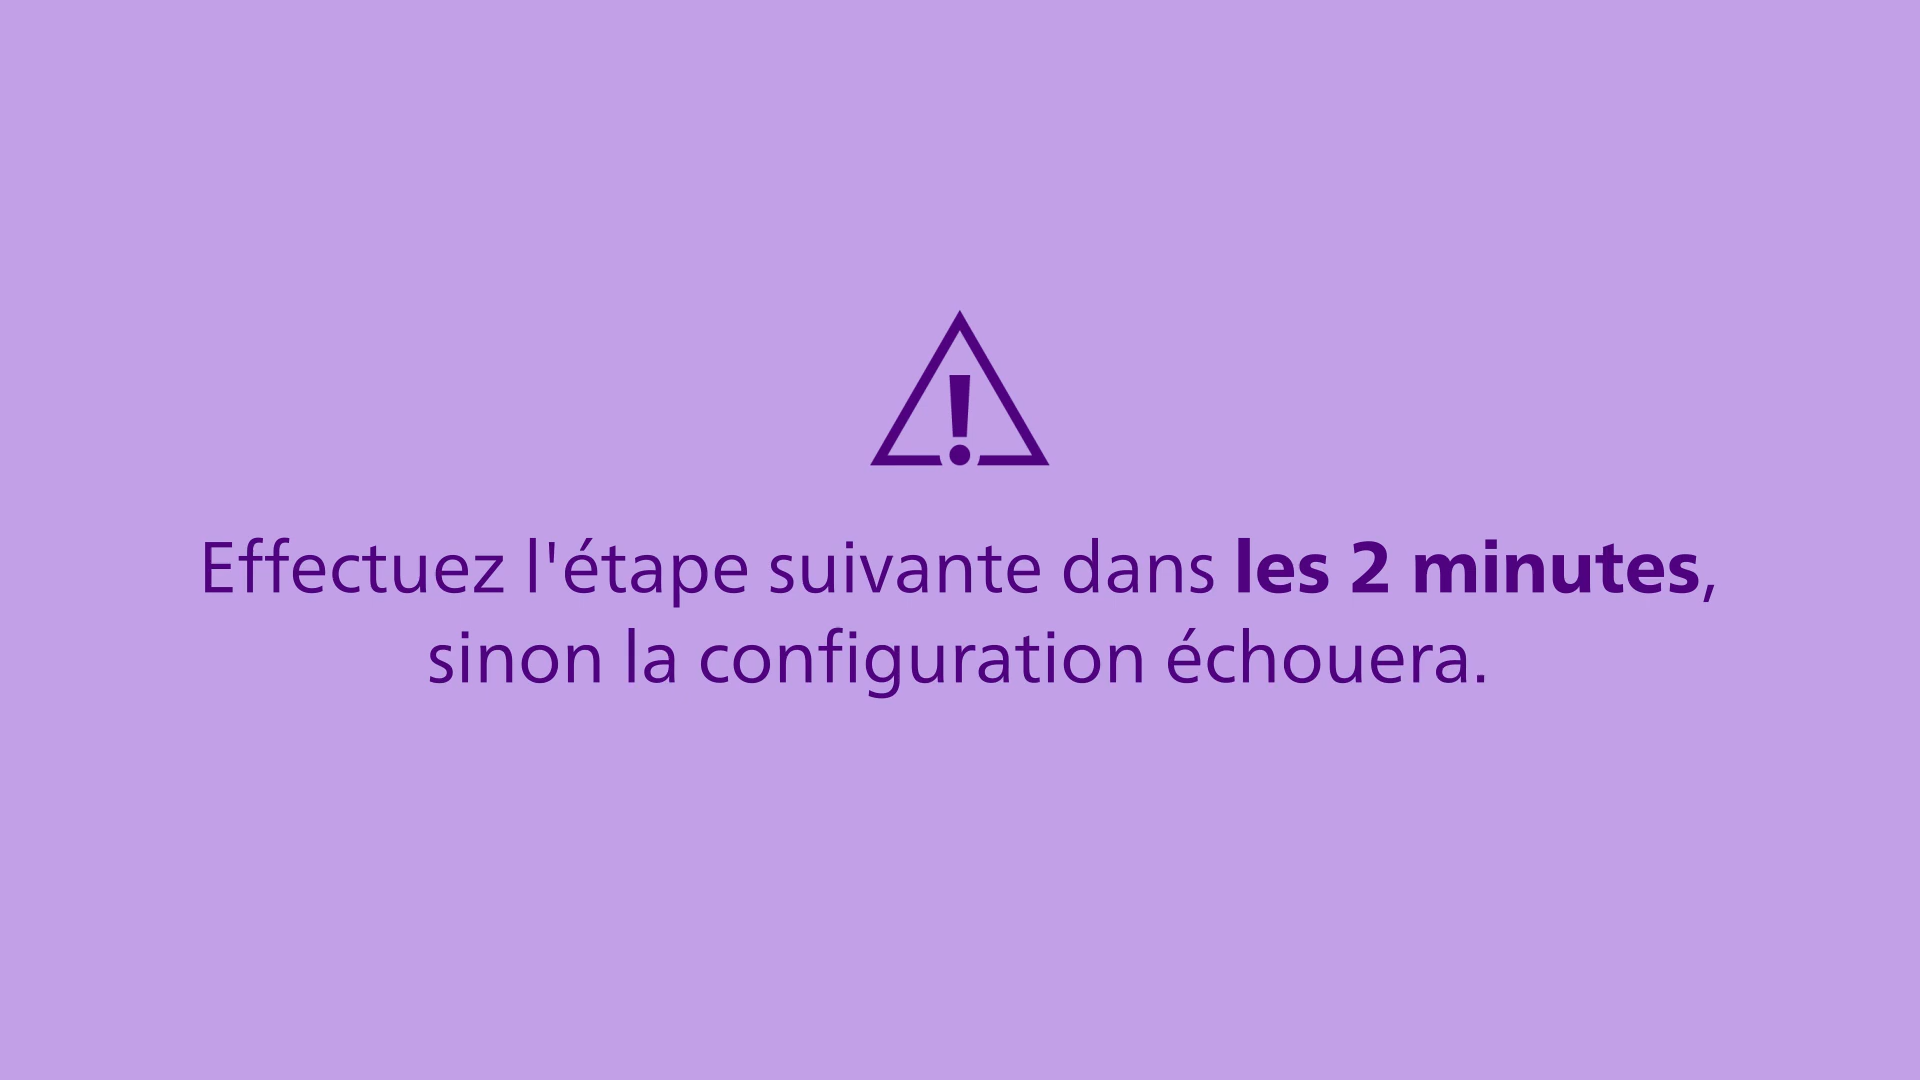 Effectuez l'étape suivante dans les 2 minutes,
sinon la configuration échouera.